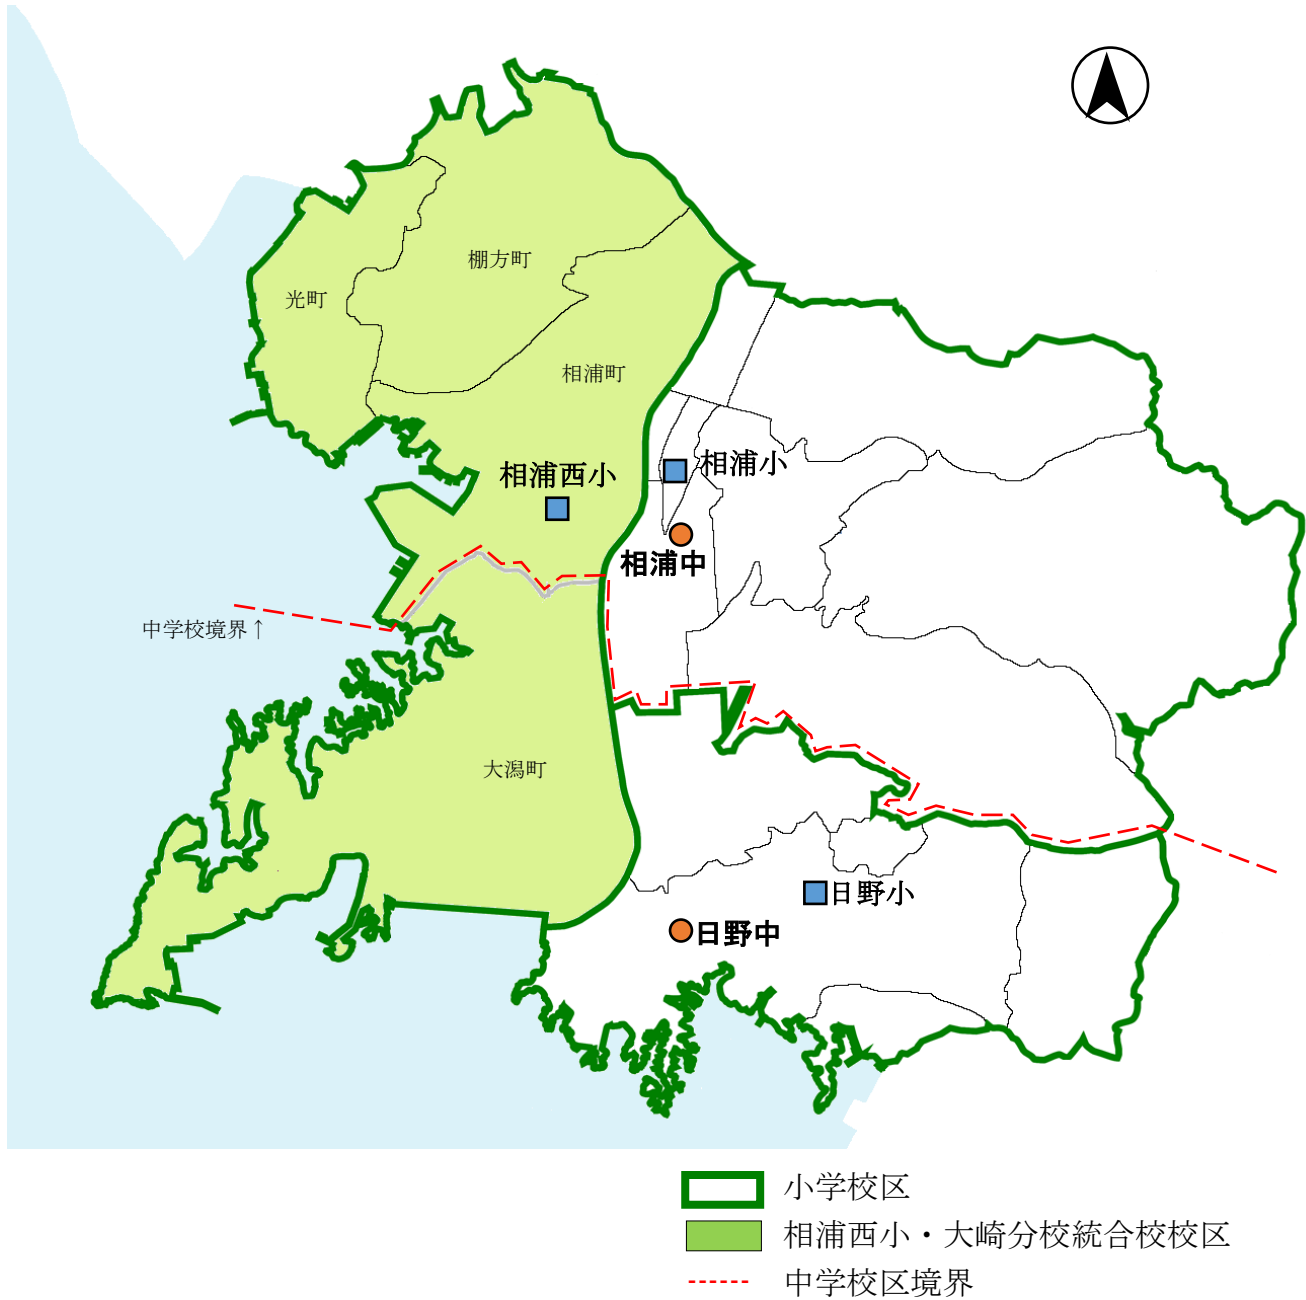 棚方町
光町
相浦町
相浦小
相浦西小
相浦中
中学校境界↑
大潟町
日野小
日野中
小学校区
相浦西小・大崎分校統合校校区
中学校区境界